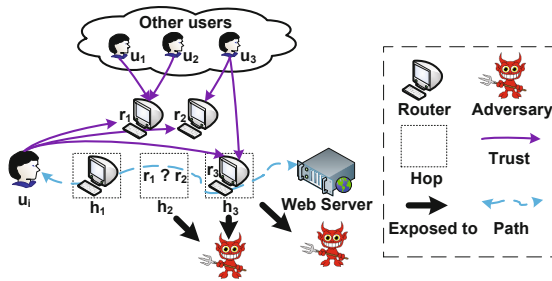 Other users
u1 u2 u3
r1 r2
Router Adversary
r3
ui
h1
r1 ? r2
h2
h3
Web Server
Hop
Trust
Exposed to Path